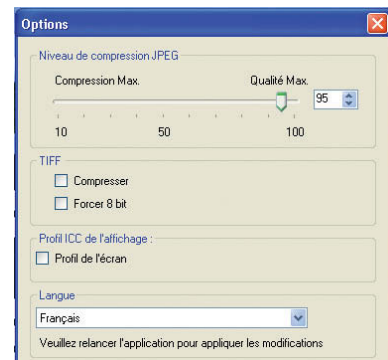 Options
Niveau de compression JPEG
Compression Max. Qualité Max.
95
10 50 100
TIFF
Compresser
Forcer 8 bit
Profil ICC de l'affichage :
Profil de l'écran
Langue
Français
Veuillez relancer l'application pour appliquer les modifications